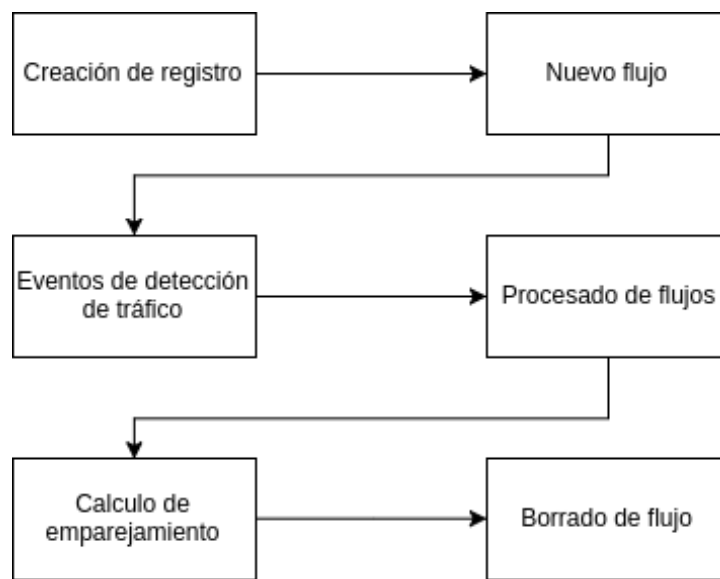 Creación de registro
Nuevo flujo
Eventos de detección
de tráfico
Procesado de flujos
Calculo de
emparejamiento
Borrado de flujo